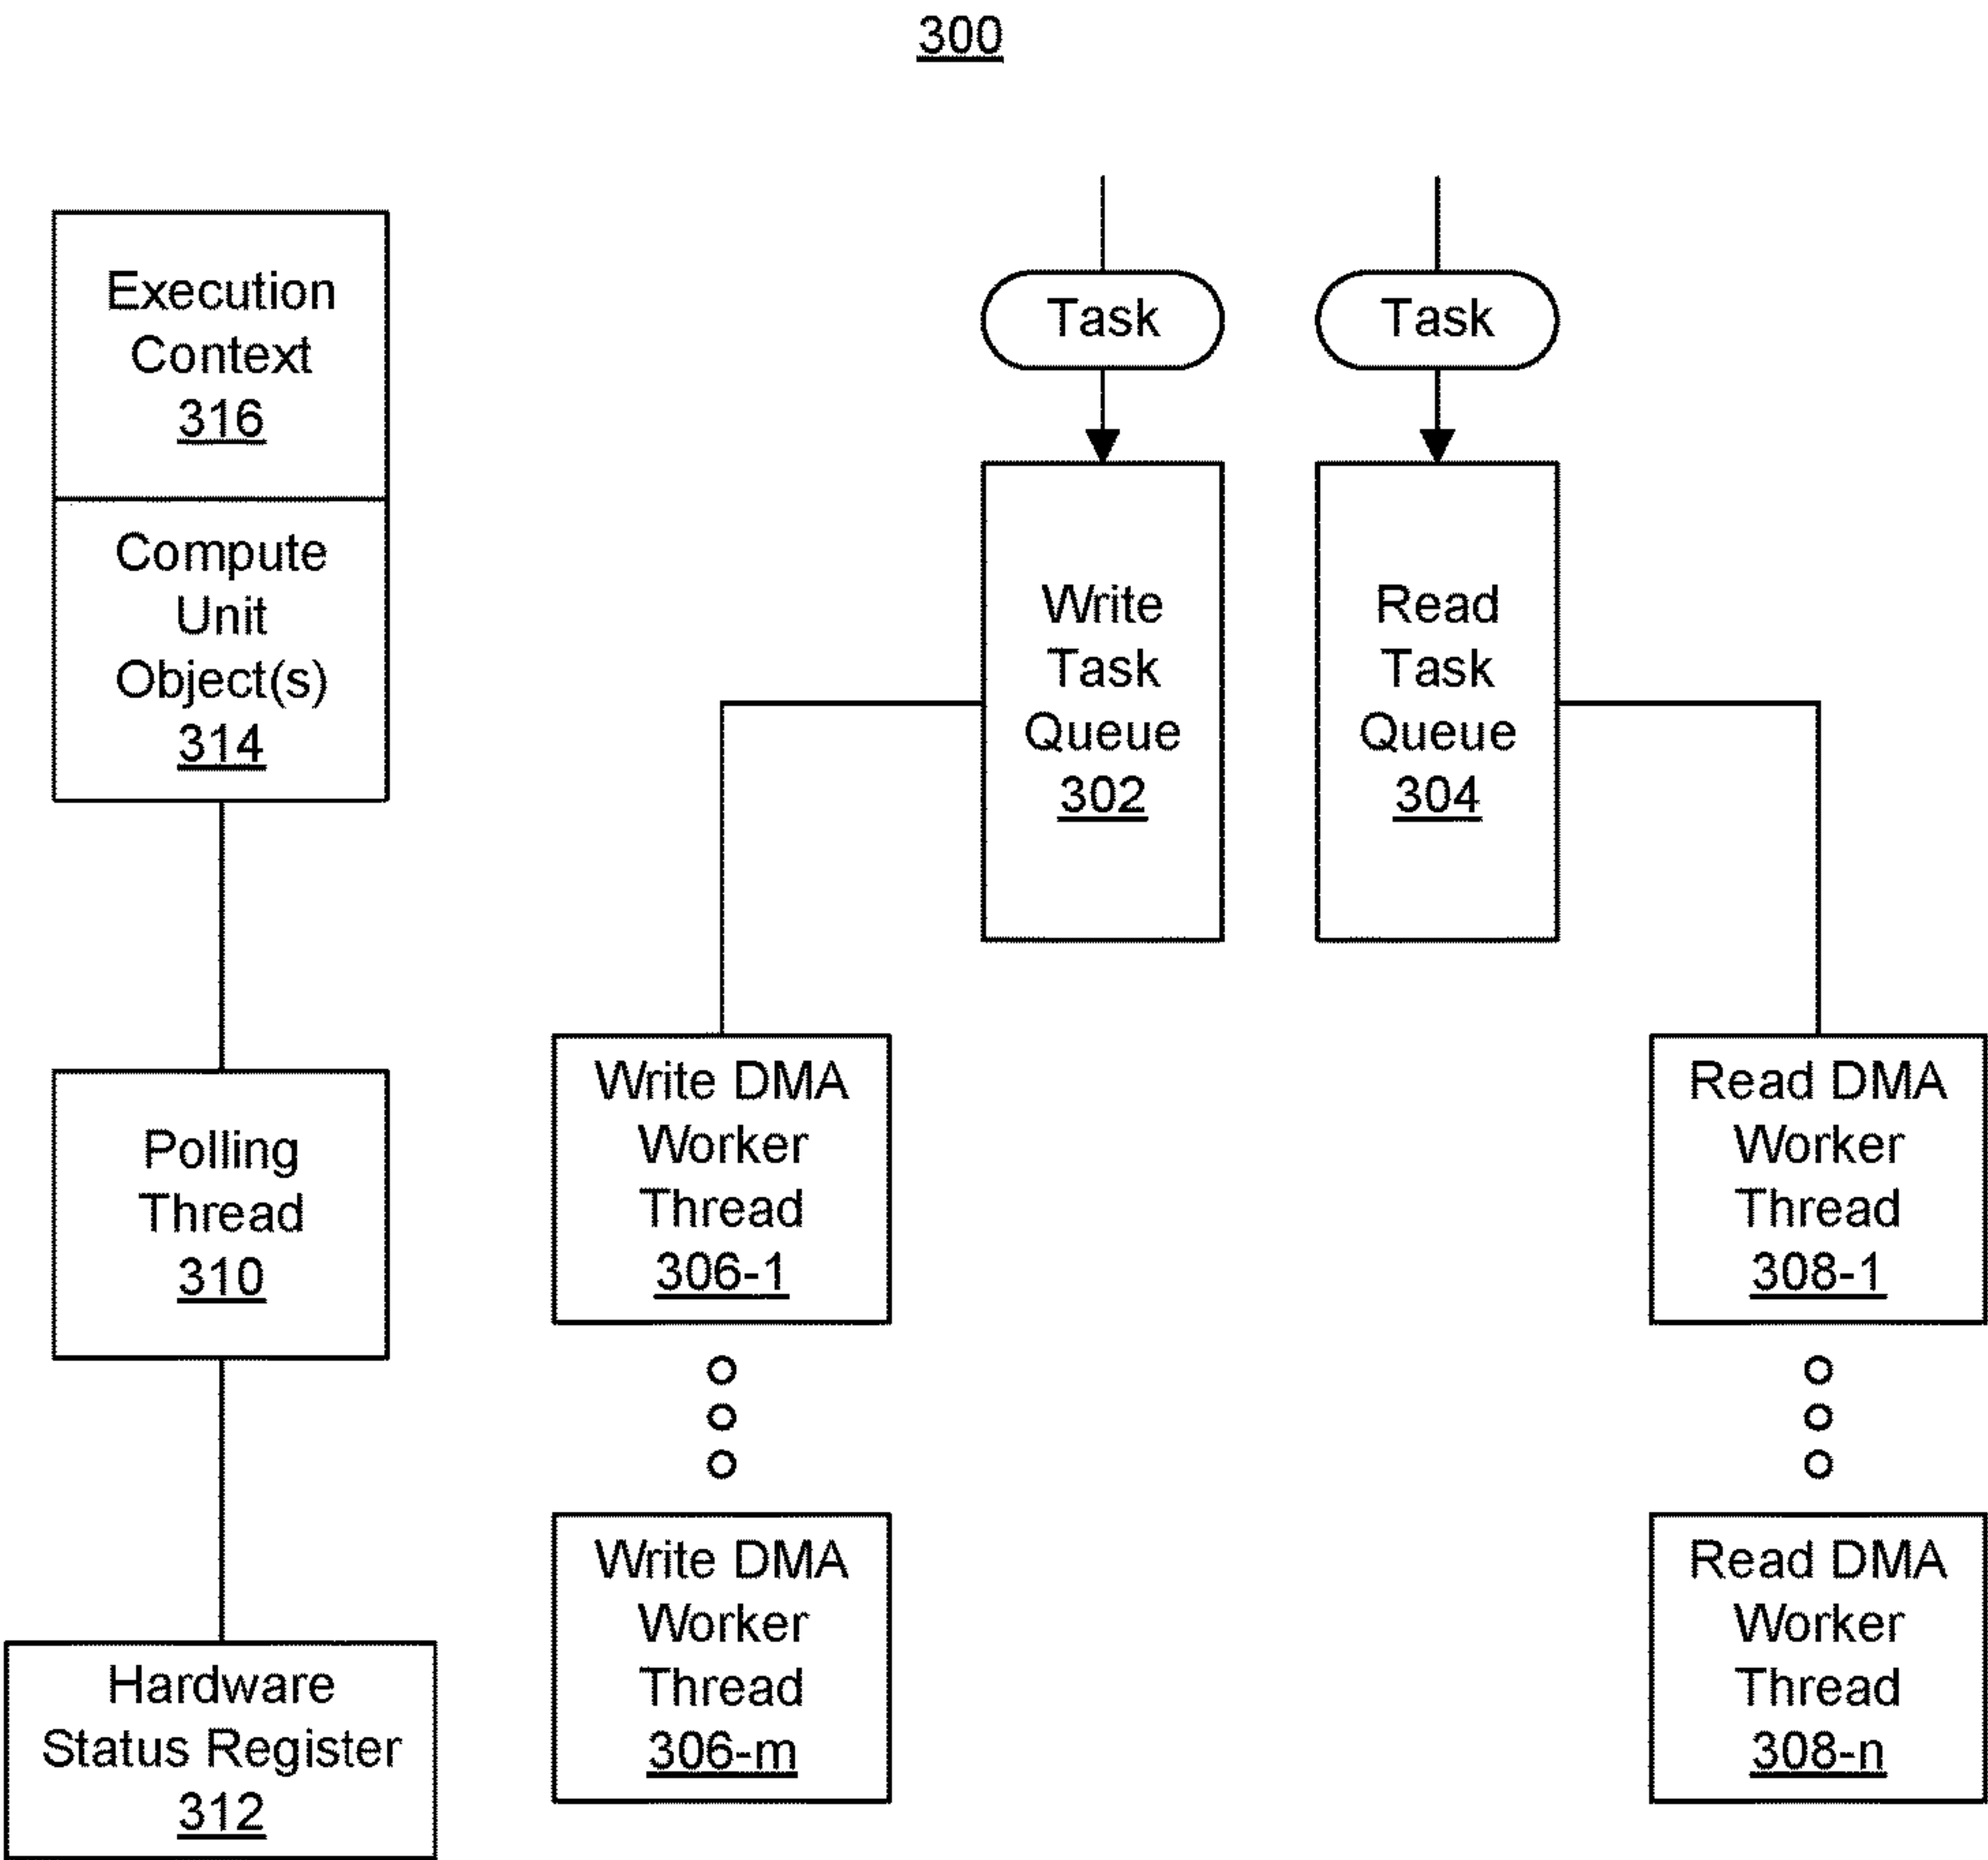 300
Execution
Context
316
Compute
Unit
Object(s)
314
Polling
Thread
310
Hardware
Status Register
312
Task
Task
Write
Task
Queue
302
Read
Task
Queue
304
Write DMA
Worker
Thread
306-1
Write DMA
Worker
Thread
306-m
Read DMA
Worker
Thread
308-1
Read DMA
Worker
Thread
308-n